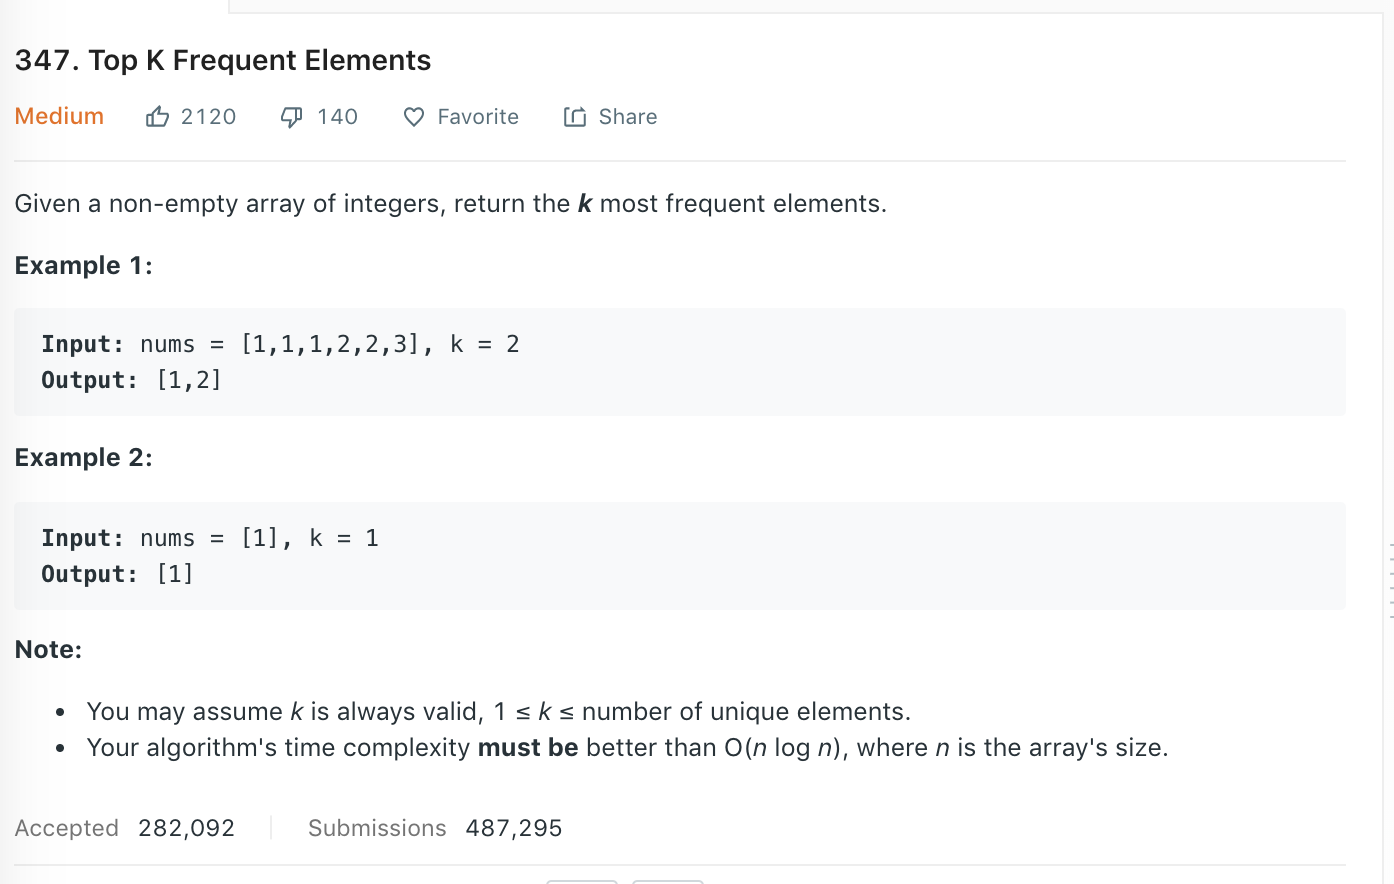 347. Top K Frequent Elements
Medium 2120 140 Favorite Share
Given a non-empty array of integers, return the k most frequent elements.
Example 1:
Input: nums = [1,1,1,2,2,3], k = 2
Output: [1,2]
Example 2:
Input: nums = [1], k = 1
Output: [1]
Note:
• You may assume k is always valid, 1 ≤ k ≤ number of unique elements.
• Your algorithm's time complexity must be better than O(n log n), where n is the array's size.
Accepted 282,092 Submissions 487,295